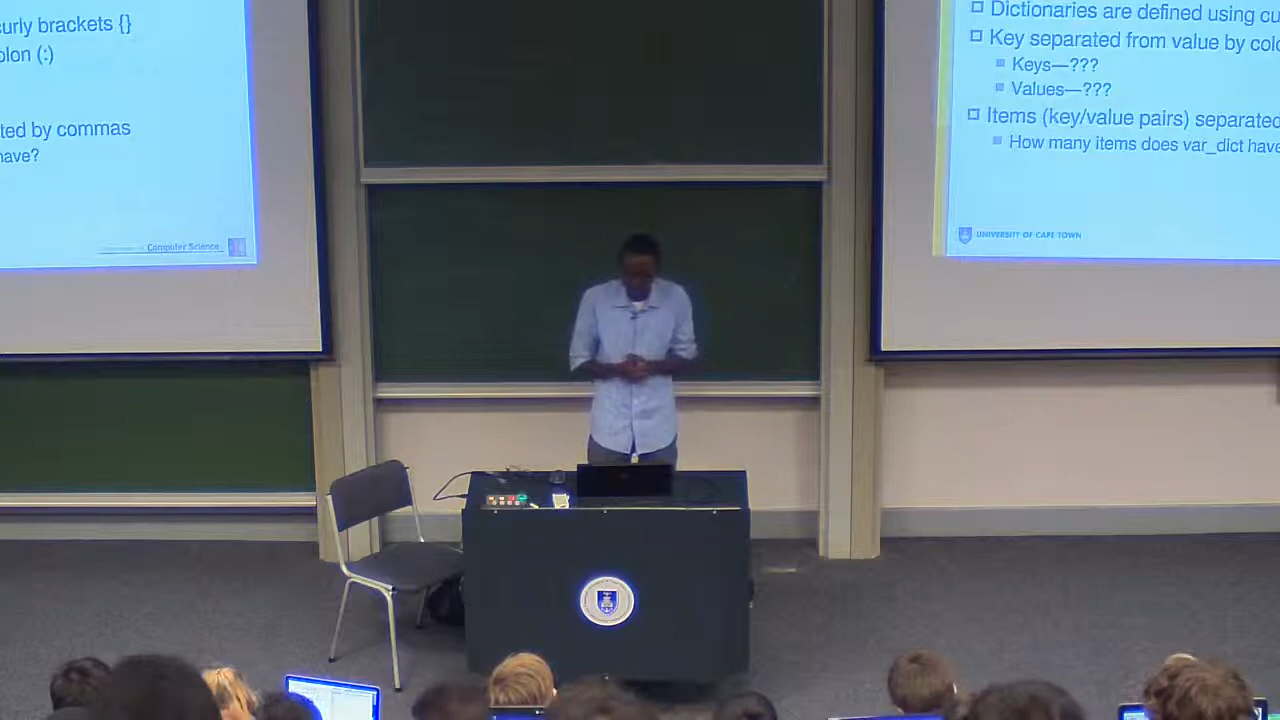 urly brackets {}
olon (:)
ted by commas
have?
Computer Science
Dictionaries are defined using cu
Key separated from value by colo
Keys—???
Values—???
Items (key/value pairs) separated
How many items does var_dict have
UNIVERSITY OF CAPE TOWN